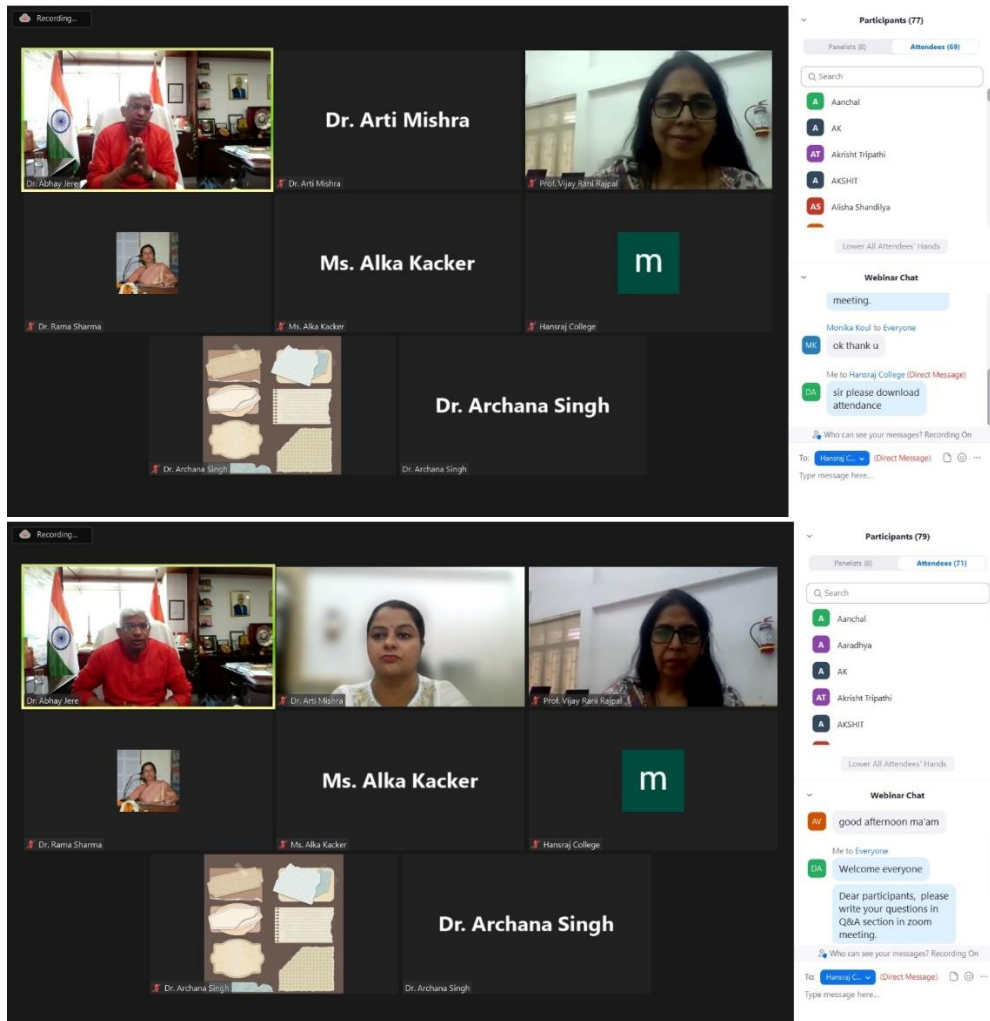 Recording...
Dr. Abhay Jere
Dr. Arti Mishra
Dr. Arti Mishra
Prof. Vijay Rani Rajpal
Dr. Rama Sharma
Ms. Alka Kacker
Ms. Alka Kacker
m
Hansraj College
Dr. Archana Singh
Dr. Archana Singh
Dr. Archana Singh
Participants (77)
Panelists (8)
Attendees (69)
Search
A Aanchal
A AK
AT Akrisht Tripathi
A AKSHIT
AS Alisha Shandilya
Lower All Attendees' Hands
Webinar Chat
meeting.
Monika Koul to Everyone
MK ok thank u
Me to Hansraj College (Direct Message)
DA sir please download
attendance
Who can see your messages? Recording On
To: Hansraj C... (Direct Message)
Type message here...
Recording...
Dr. Abhay Jere
Dr. Arti Mishra
Prof. Vijay Rani Rajpal
Dr. Rama Sharma
Ms. Alka Kacker
Ms. Alka Kacker
m
Hansraj College
Dr. Archana Singh
Dr. Archana Singh
Dr. Archana Singh
Participants (79)
Panelists (8)
Attendees (71)
Search
A Aanchal
A Aaradhya
A AK
AT Akrisht Tripathi
A AKSHIT
Lower All Attendees' Hands
Webinar Chat
AV good afternoon ma'am
Me to Everyone
DA Welcome everyone
Dear participants, please
write your questions in
Q&A section in zoom
meeting.
Who can see your messages? Recording On
To: Hansraj C... (Direct Message)
Type message here...